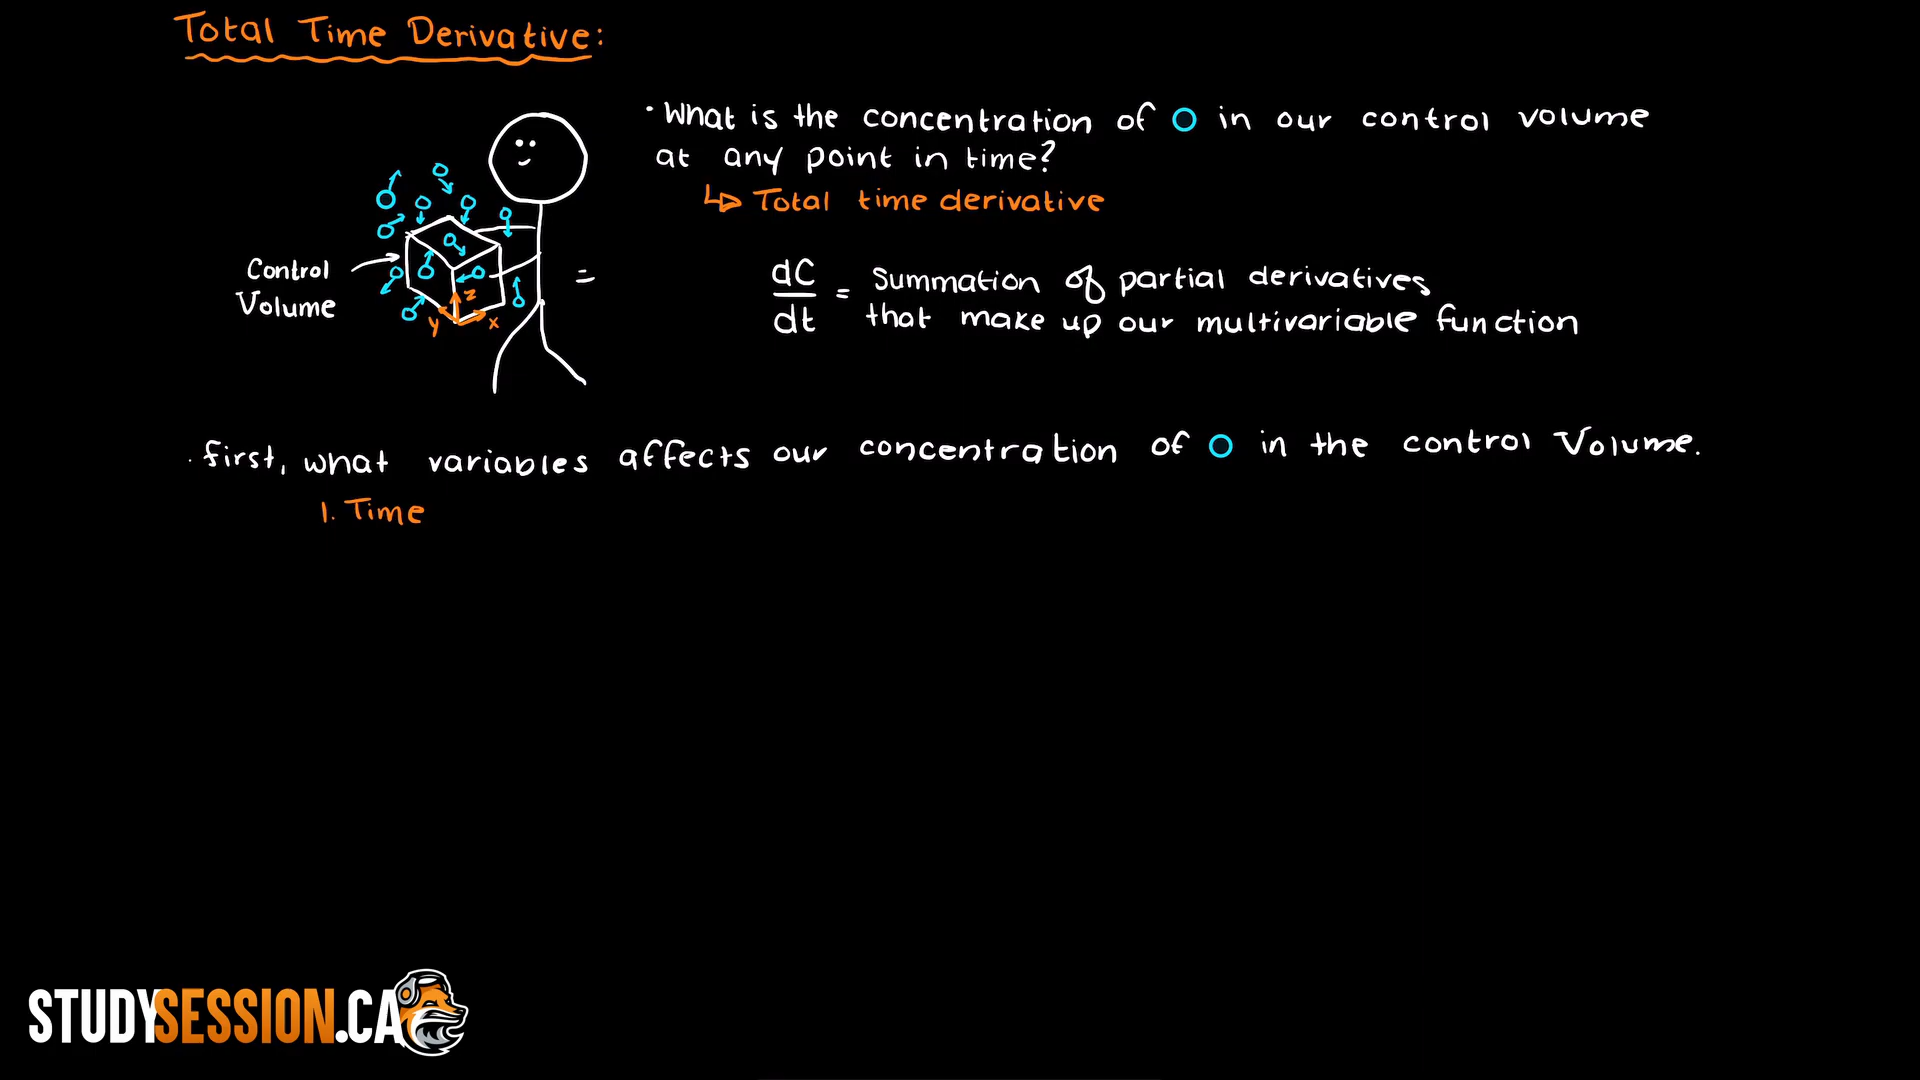 Total Time Derivative:
· What is the concentration of O in our control volume
at any point in time?
↳ Total time derivative
Control
Volume
z
y
x
=
dC/dt = Summation of partial derivatives
that make up our multivariable function
· first, what variables affects our concentration of O in the control Volume.
1. Time
STUDYSESSION.CA